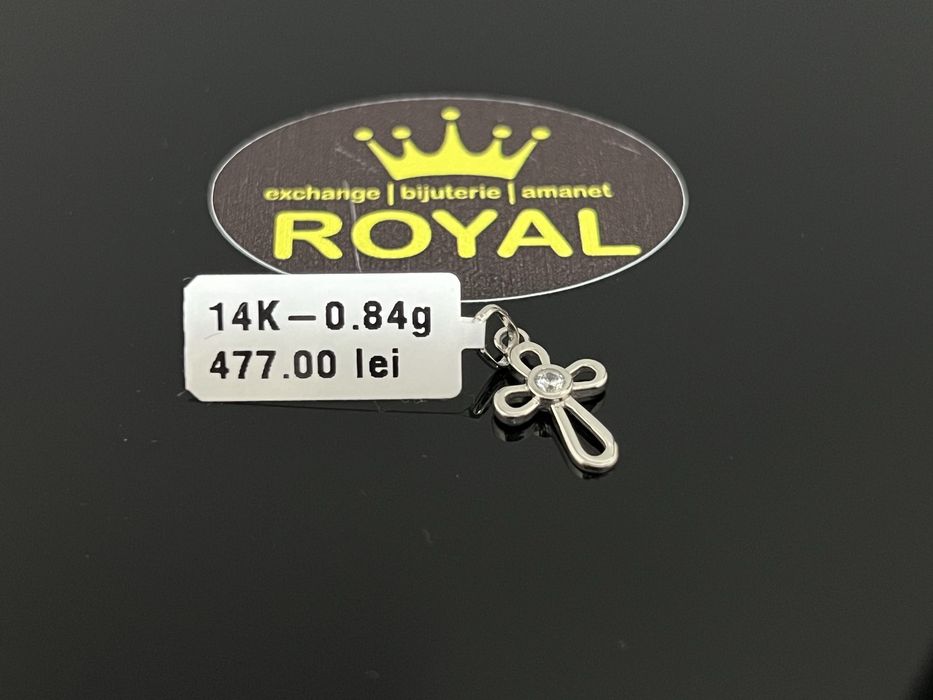 exchange | bijuterie | amanet
ROYAL
14K-0.84g
477.00 lei